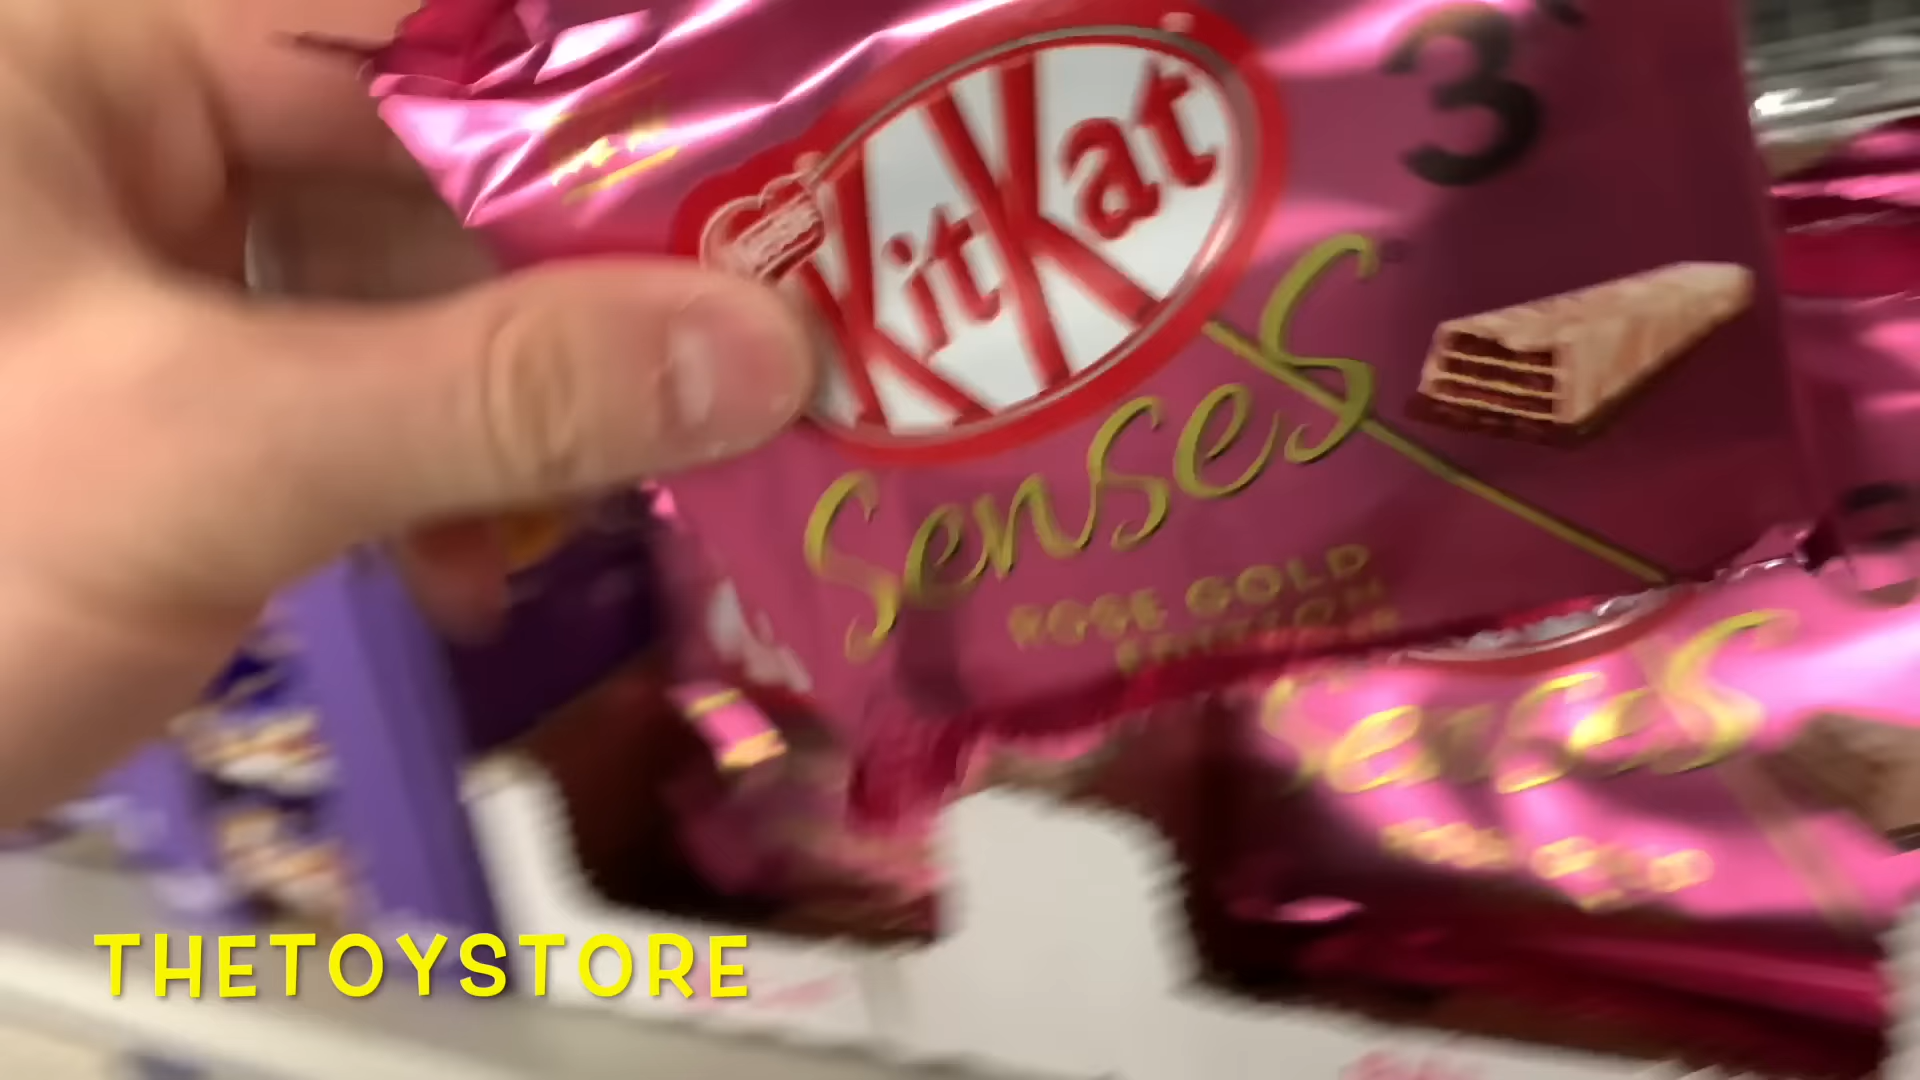 3
KitKat
Senses
ROSE GOLD
EDITION
Senses
THETOYSTORE